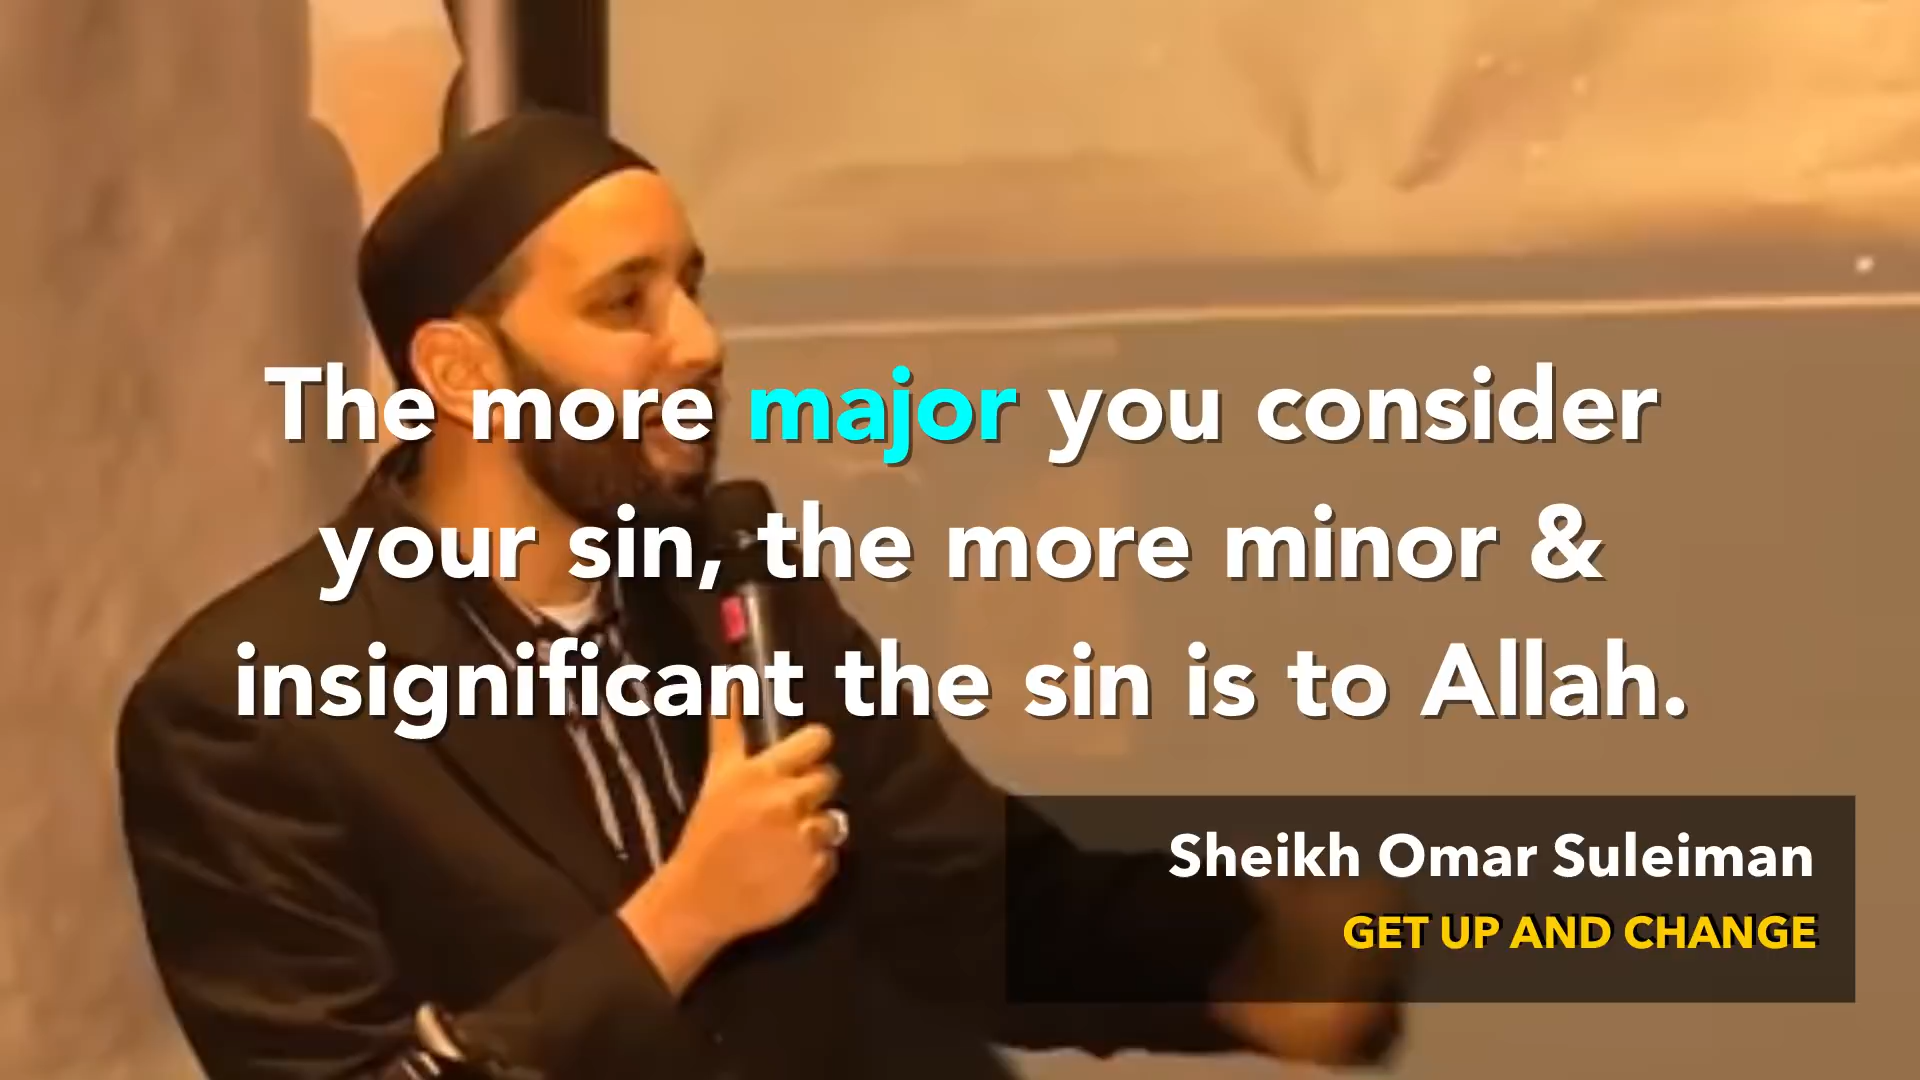 The more major you consider
your sin, the more minor &
insignificant the sin is to Allah.
Sheikh Omar Suleiman
GET UP AND CHANGE